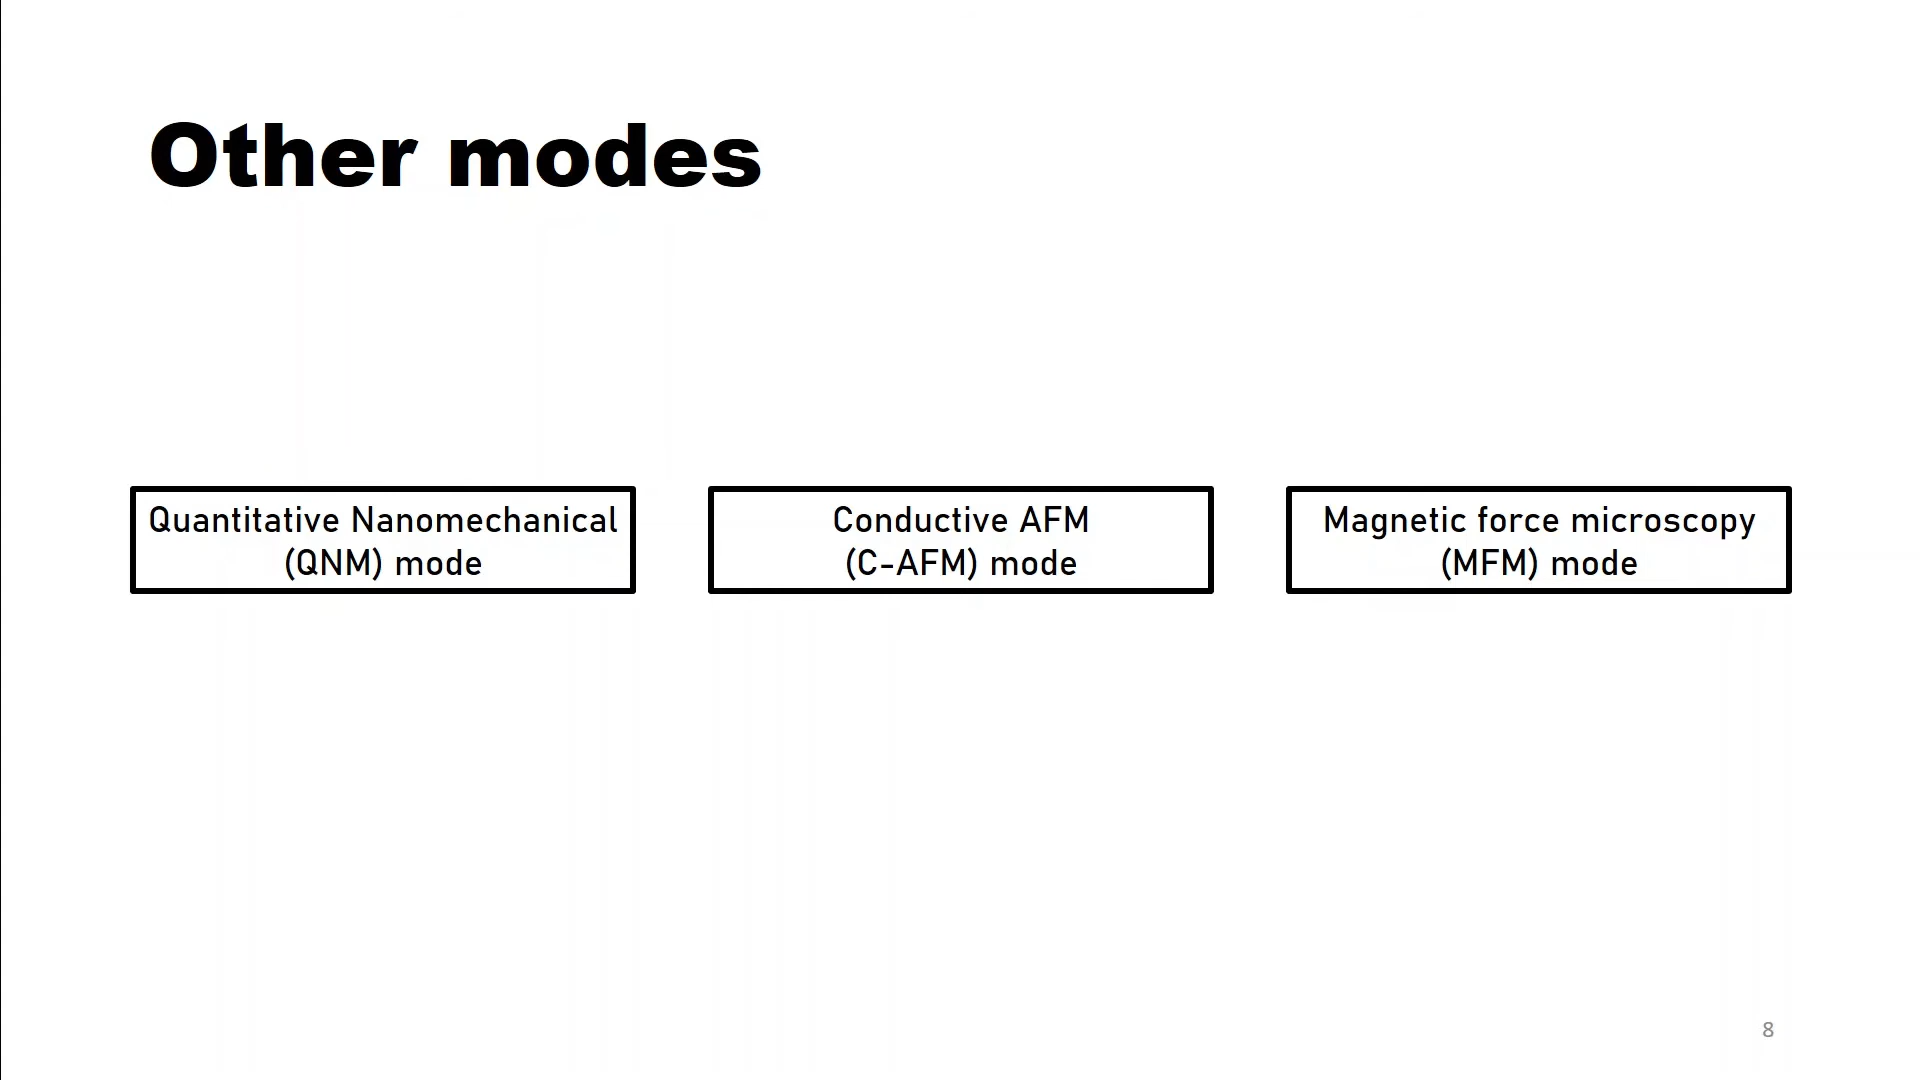 Other modes
Quantitative Nanomechanical
(QNM) mode
Conductive AFM
(C-AFM) mode
Magnetic force microscopy
(MFM) mode
8